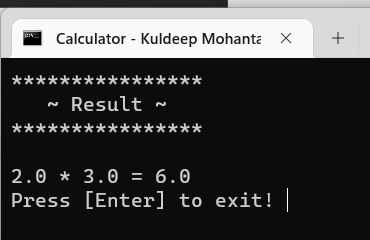 Calculator - Kuldeep Mohanta
****************
~ Result ~
****************
2.0 * 3.0 = 6.0
Press [Enter] to exit!